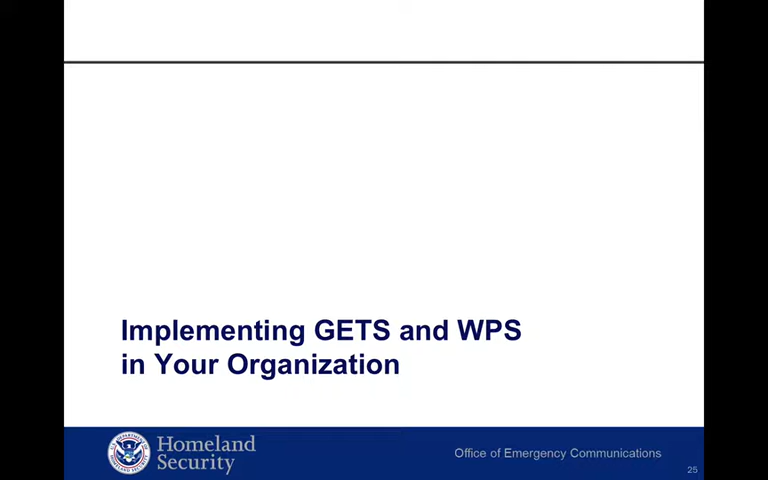 Implementing GETS and WPS
in Your Organization
Homeland
Security
Office of Emergency Communications
25